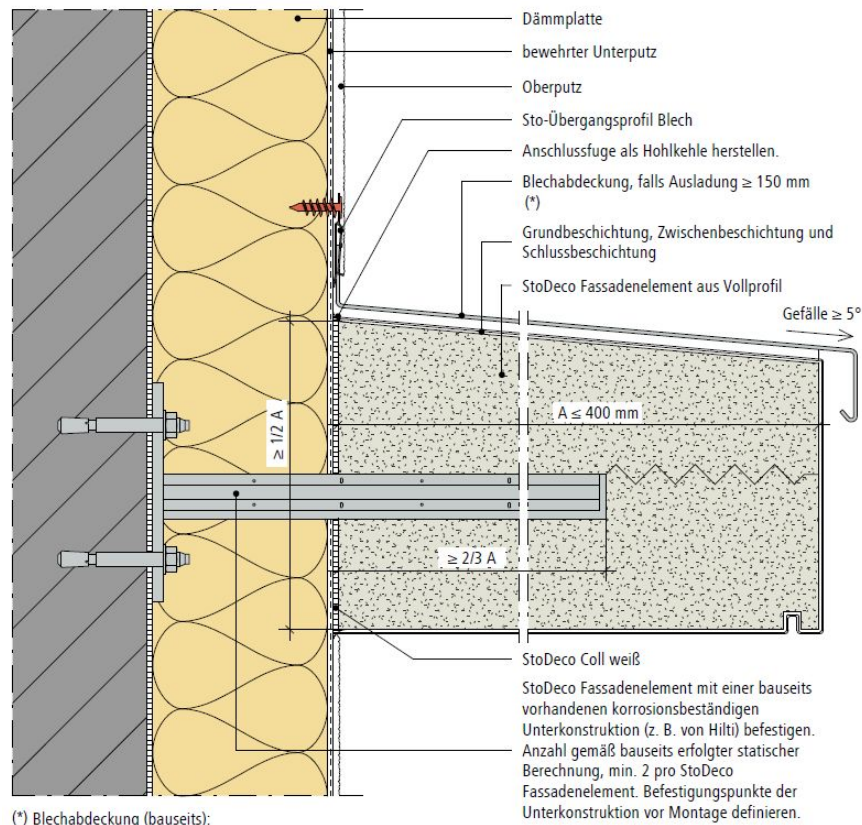 Dämmplatte
bewehrter Unterputz
Oberputz
Sto-Übergangsprofil Blech
Anschlussfuge als Hohlkehle herstellen.
Blechabdeckung, falls Ausladung ≥ 150 mm
(*)
Grundbeschichtung, Zwischenbeschichtung und
Schlussbeschichtung
StoDeco Fassadenelement aus Vollprofil
Gefälle ≥ 5°
A ≤ 400 mm
≥ 1/2 A
≥ 2/3 A
StoDeco Coll weiß
StoDeco Fassadenelement mit einer bauseits
vorhandenen korrosionsbeständigen
Unterkonstruktion (z. B. von Hilti) befestigen.
Anzahl gemäß bauseits erfolgter statischer
Berechnung, min. 2 pro StoDeco
Fassadenelement. Befestigungspunkte der
Unterkonstruktion vor Montage definieren.
(*) Blechabdeckung (bauseits):